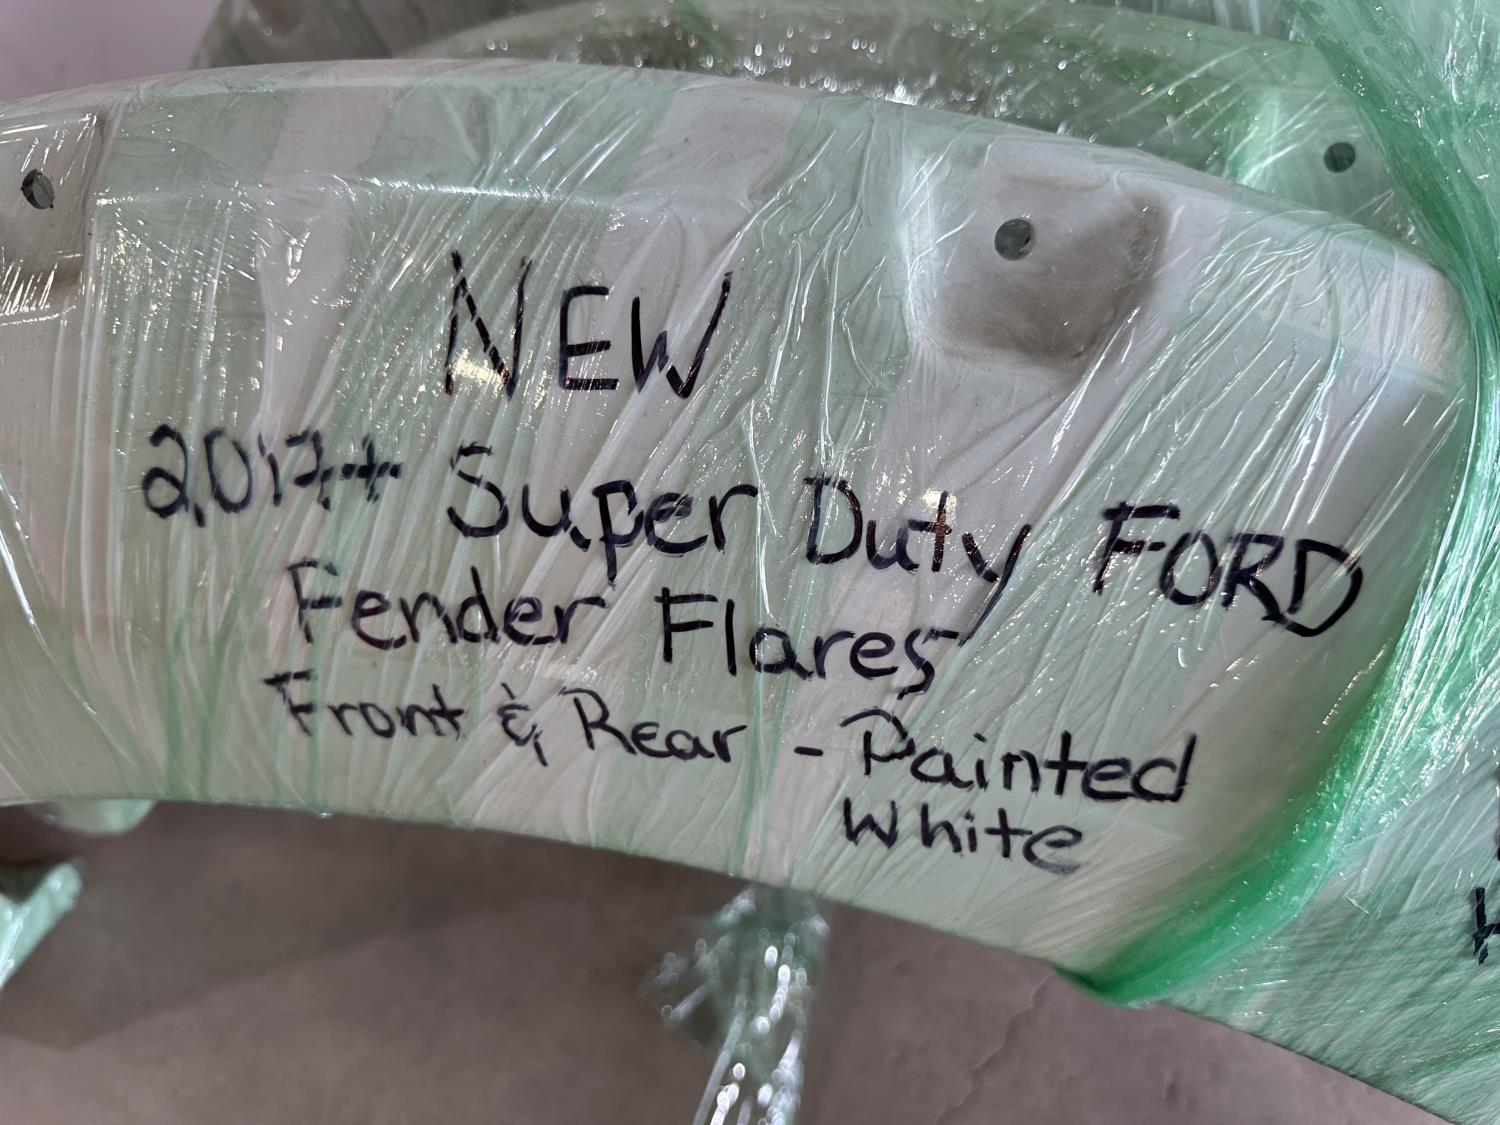 NEW
2017+ Super Duty FORD
Fender Flares
Front & Rear - Painted
White